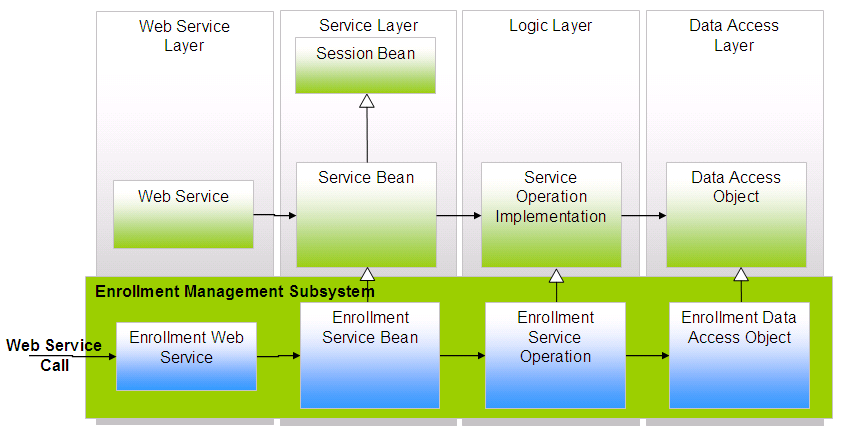 Web Service
Layer
Service Layer
Logic Layer
Data Access
Layer
Session Bean
Web Service
Service Bean
Service
Operation
Implementation
Data Access
Object
Enrollment Management Subsystem
Web Service
Call
Enrollment Web
Service
Enrollment
Service Bean
Enrollment
Service
Operation
Enrollment Data
Access Object